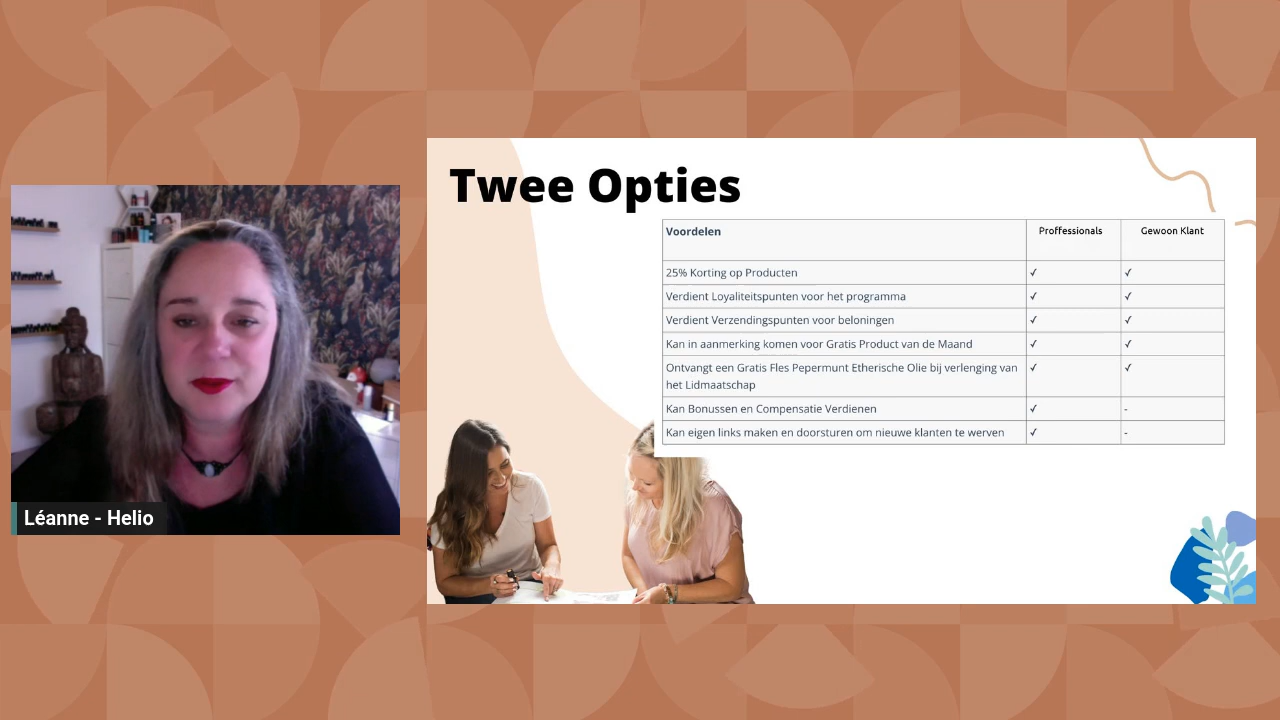 Twee Opties
Voordelen Proffessionals Gewoon Klant
25% Korting op Producten ✓ ✓
Verdient Loyaliteitspunten voor het programma ✓ ✓
Verdient Verzendingspunten voor beloningen ✓ ✓
Kan in aanmerking komen voor Gratis Product van de Maand ✓ ✓
Ontvangt een Gratis Fles Pepermunt Etherische Olie bij verlenging van ✓ ✓
het Lidmaatschap
Kan Bonussen en Compensatie Verdienen ✓ -
Kan eigen links maken en doorsturen om nieuwe klanten te werven ✓ -
Léanne - Helio